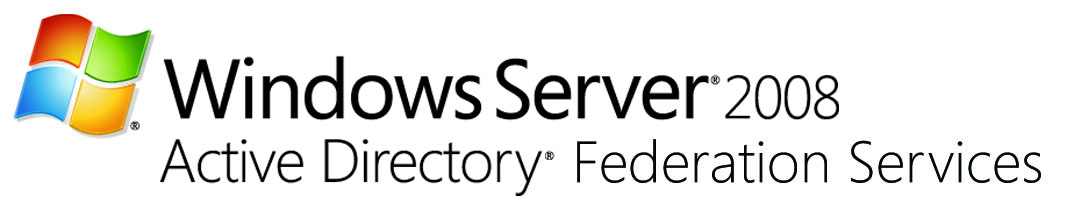 Windows Server® 2008
Active Directory® Federation Services
®